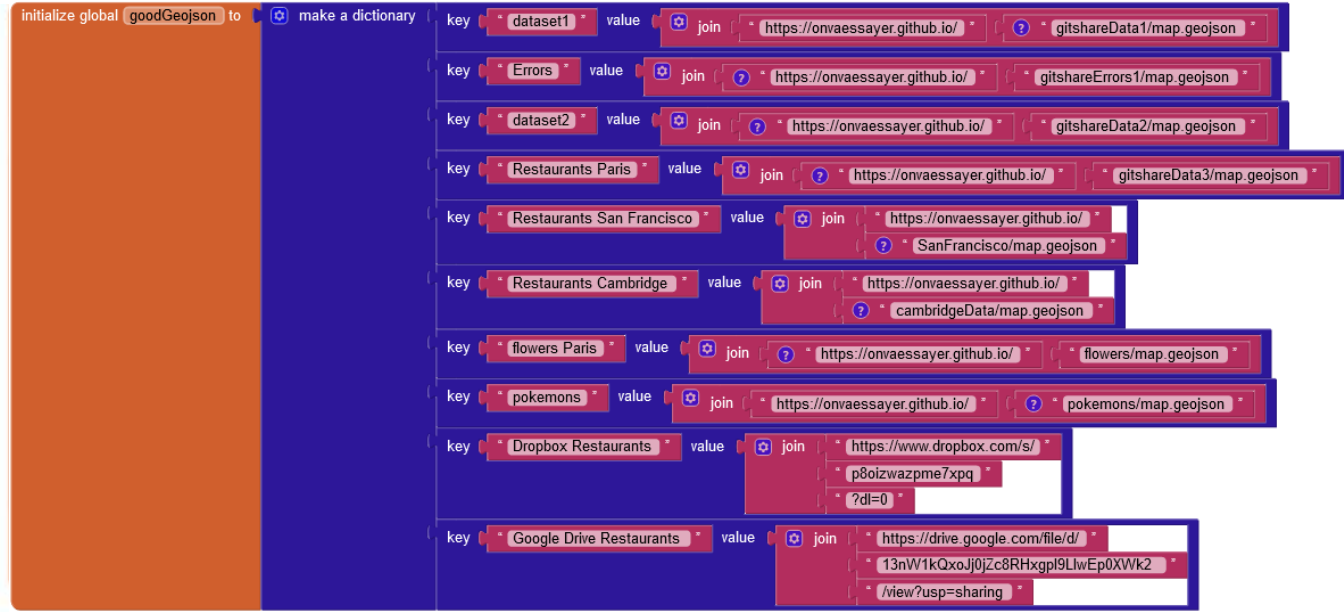 initialize global goodGeojson to make a dictionary key " dataset1 " value join " https://onvaessayer.github.io/ " ? " gitshareData1/map.geojson "
key " Errors " value join ? " https://onvaessayer.github.io/ " " gitshareErrors1/map.geojson "
key " dataset2 " value join ? " https://onvaessayer.github.io/ " " gitshareData2/map.geojson "
key " Restaurants Paris " value join ? " https://onvaessayer.github.io/ " " gitshareData3/map.geojson "
key " Restaurants San Francisco " value join " https://onvaessayer.github.io/ "
? " SanFrancisco/map.geojson "
key " Restaurants Cambridge " value join " https://onvaessayer.github.io/ "
? " cambridgeData/map.geojson "
key " flowers Paris " value join ? " https://onvaessayer.github.io/ " " flowers/map.geojson "
key " pokemons " value join " https://onvaessayer.github.io/ " ? " pokemons/map.geojson "
key " Dropbox Restaurants " value join " https://www.dropbox.com/s/ "
" p8oizwazpme7xpq "
" ?dl=0 "
key " Google Drive Restaurants " value join " https://drive.google.com/file/d/ "
" 13nW1kQxoJj0jZc8RHxgpl9LlwEp0XWk2 "
" /view?usp=sharing "